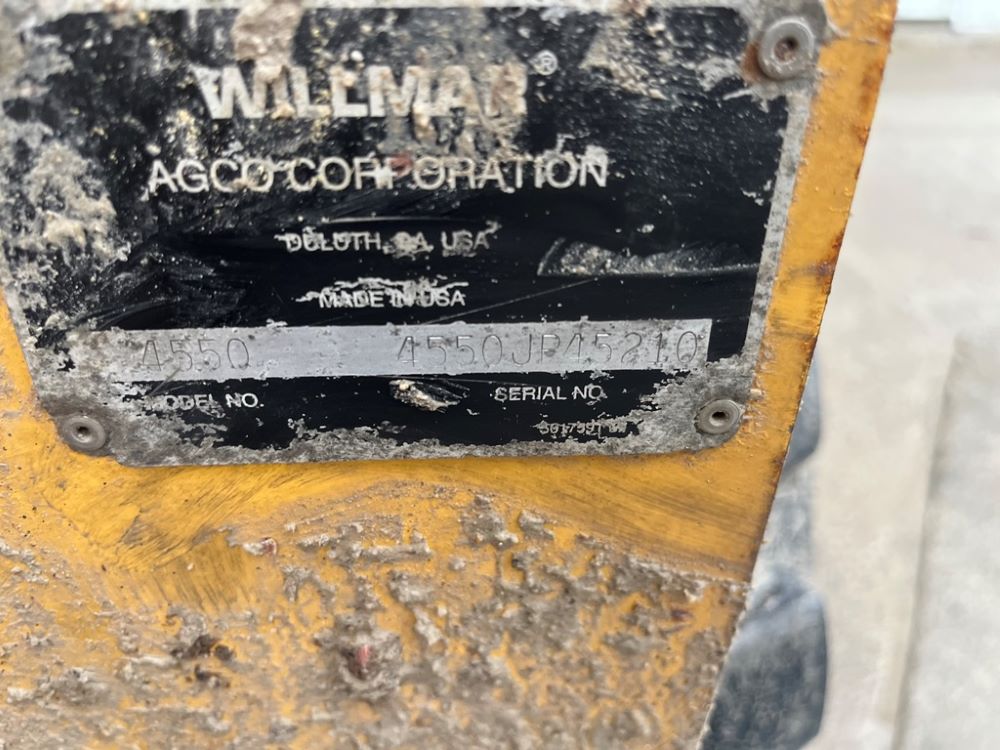 WILLMAR®
AGCO CORPORATION
DULUTH, GA. USA
MADE IN USA
4550 4550JP45210
MODEL NO. SERIAL NO.